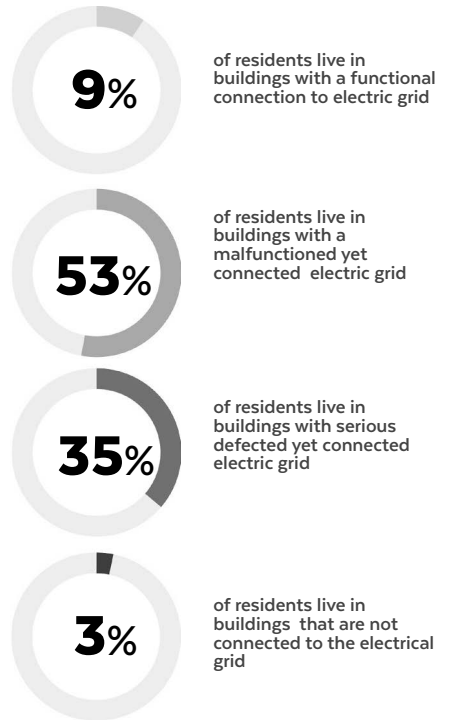 9%
of residents live in
buildings with a functional
connection to electric grid
53%
of residents live in
buildings with a
malfunctioned yet
connected electric grid
35%
of residents live in
buildings with serious
defected yet connected
electric grid
3%
of residents live in
buildings that are not
connected to the electrical
grid